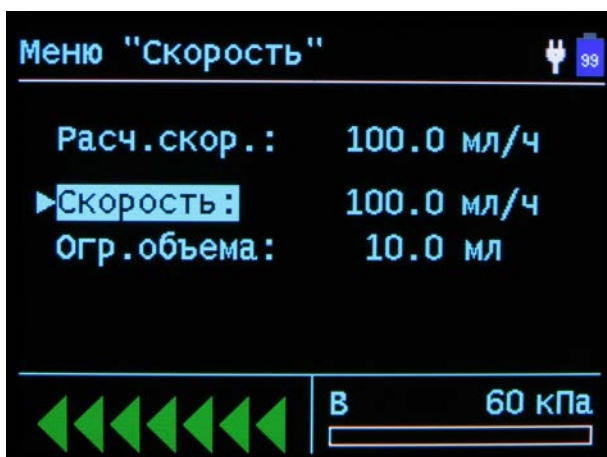 Меню "Скорость"
99
Расч.скор.: 100.0 мл/ч
Скорость: 100.0 мл/ч
Огр.объема: 10.0 мл
В 60 кПа